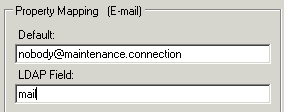 Property Mapping (E-mail)
Default:
nobody@maintenance.connection
LDAP Field:
mail